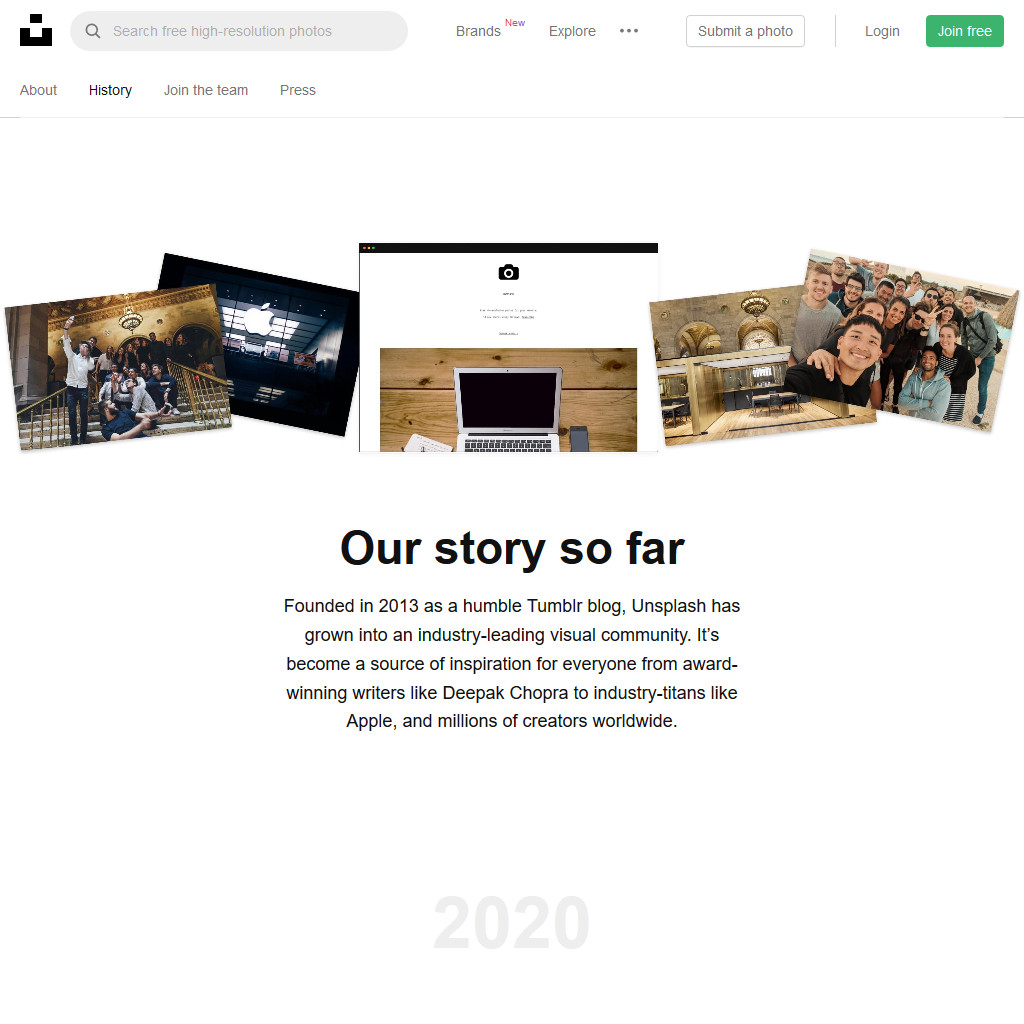 Search free high-resolution photos
Brands New
Explore
Submit a photo
Login
Join free
About
History
Join the team
Press
Our story so far
Founded in 2013 as a humble Tumblr blog, Unsplash has
grown into an industry-leading visual community. It’s
become a source of inspiration for everyone from award-
winning writers like Deepak Chopra to industry-titans like
Apple, and millions of creators worldwide.
2020